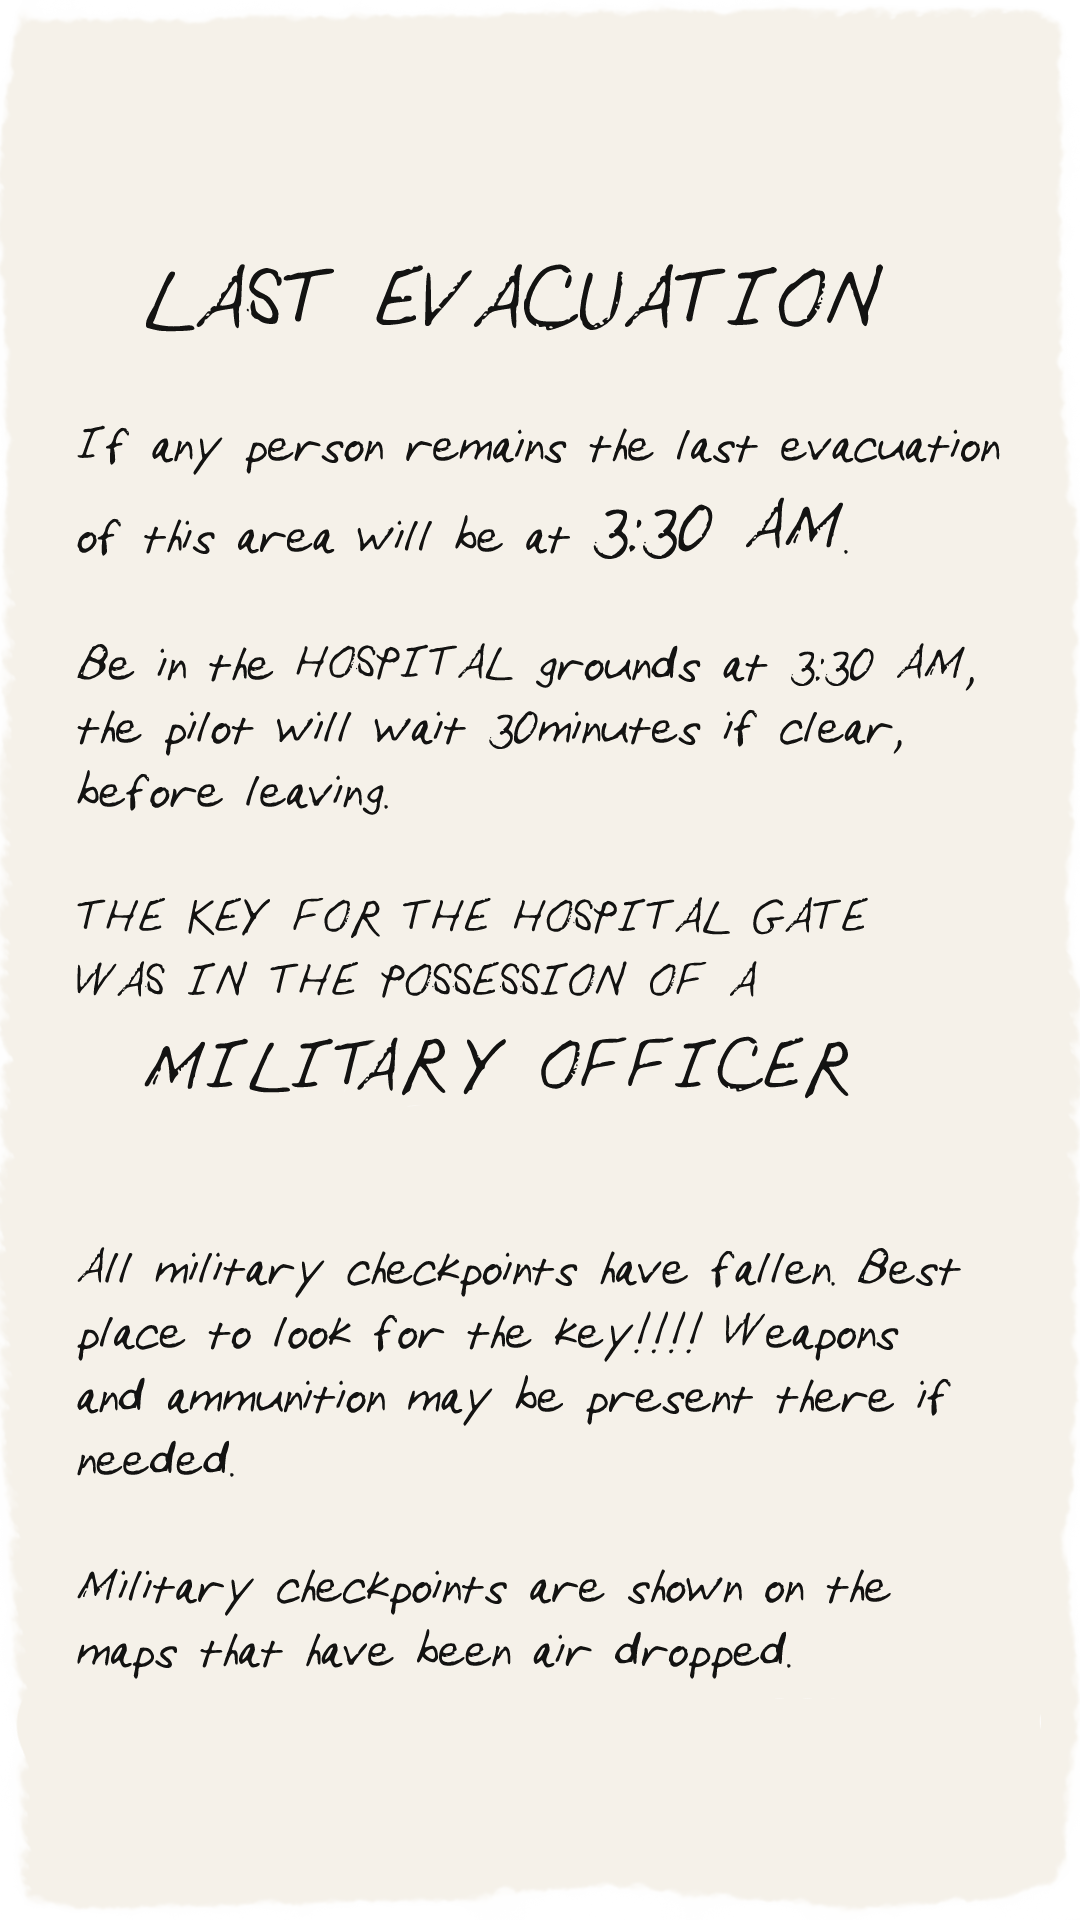 LAST EVACUATION
If any person remains the last evacuation
of this area will be at 3:30 AM.
Be in the HOSPITAL grounds at 3:30 AM,
the pilot will wait 30minutes if clear,
before leaving.
THE KEY FOR THE HOSPITAL GATE
WAS IN THE POSSESSION OF A
MILITARY OFFICER
All military checkpoints have fallen. Best
place to look for the key!!!! Weapons
and ammunition may be present there if
needed.
Military checkpoints are shown on the
maps that have been air dropped.